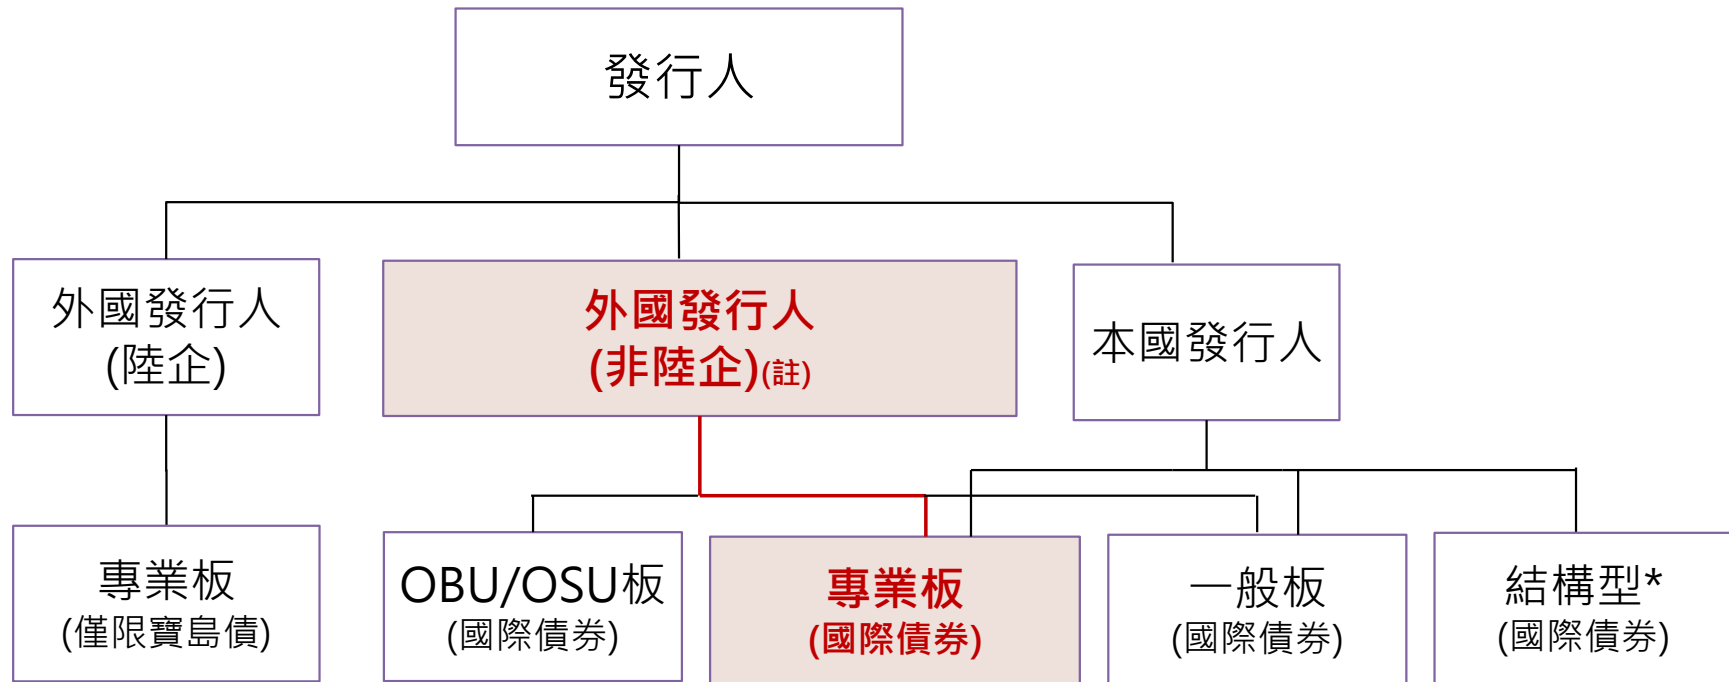 發行人
外國發行人
(陸企)
外國發行人
(非陸企)(註)
本國發行人
專業板
(僅限寶島債)
OBU/OSU板
(國際債券)
專業板
(國際債券)
一般板
(國際債券)
結構型*
(國際債券)